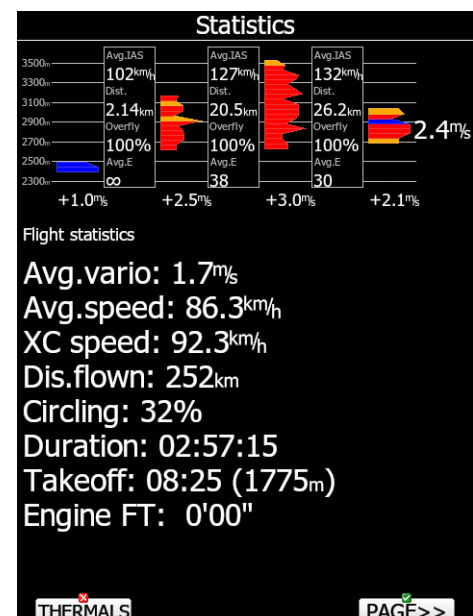 Statistics
Avg.IAS Avg.IAS Avg.IAS
3500m 102km/h 127km/h 132km/h
3300m Dist. Dist. Dist.
3100m 2.14km 20.5km 26.2km
2900m Overfly Overfly Overfly 2.4m/s
2700m 100% 100% 100%
2500m Avg.E Avg.E Avg.E
2300m ∞ 38 30
+1.0m/s +2.5m/s +3.0m/s +2.1m/s
Flight statistics
Avg.vario: 1.7m/s
Avg.speed: 86.3km/h
XC speed: 92.3km/h
Dis.flown: 252km
Circling: 32%
Duration: 02:57:15
Takeoff: 08:25 (1775m)
Engine FT: 0'00"
THERMALS PAGE>>